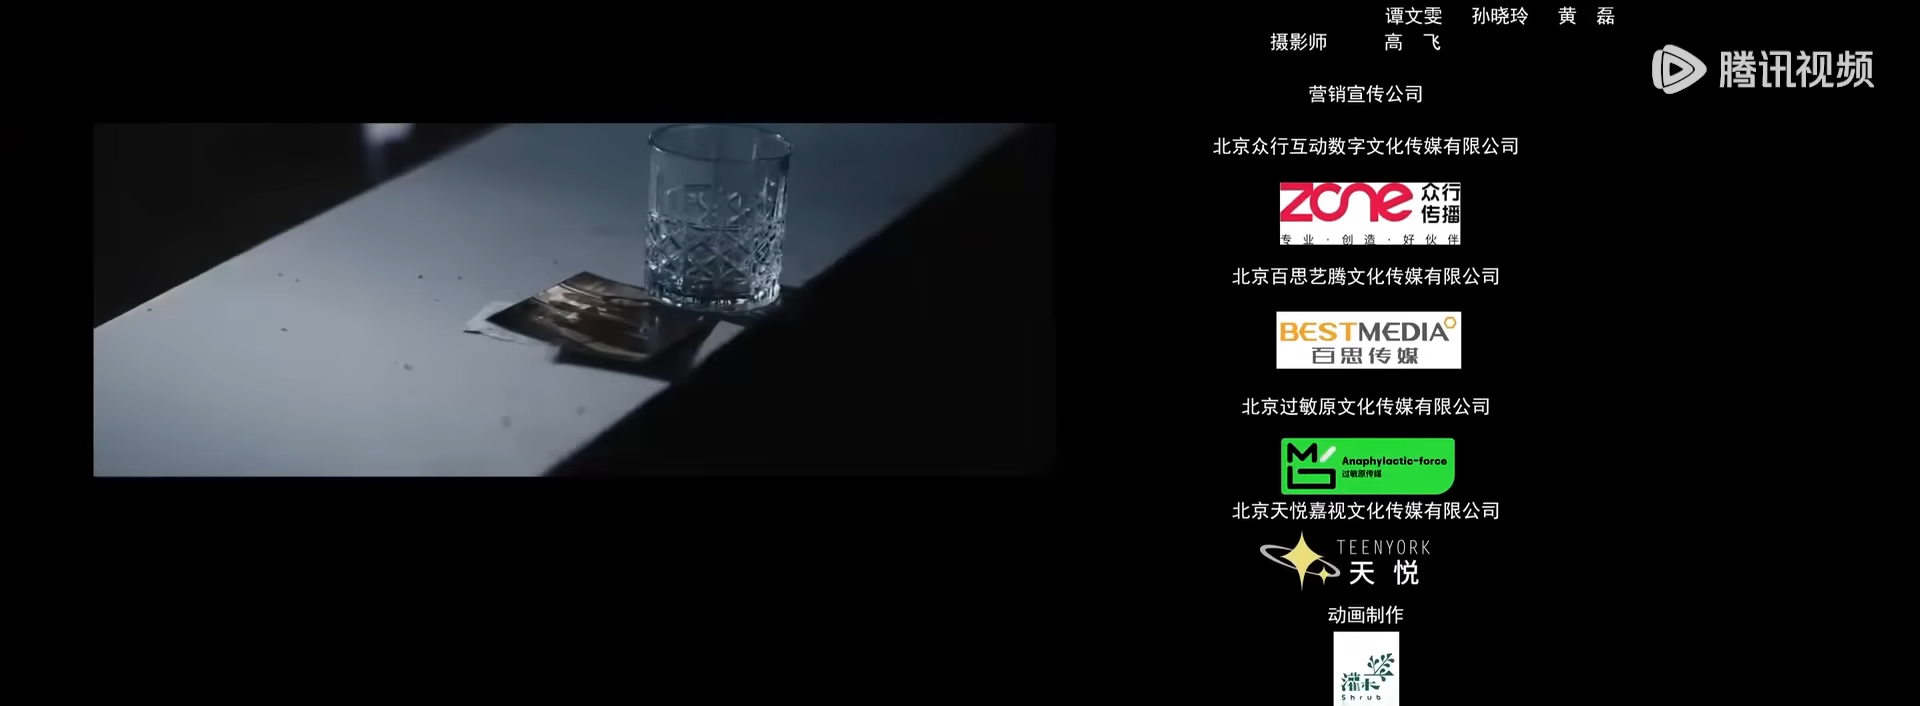 谭文雯 孙晓玲 黄 磊
摄影师 高 飞
腾讯视频
营销宣传公司
北京众行互动数字文化传媒有限公司
zone 众行传播
专业·创造·好伙伴
北京百思艺腾文化传媒有限公司
BESTMEDIA
百思传媒
北京过敏原文化传媒有限公司
Anaphylactic-force
过敏原传媒
北京天悦嘉视文化传媒有限公司
TEENYORK
天悦
动画制作
灌木
Shrub